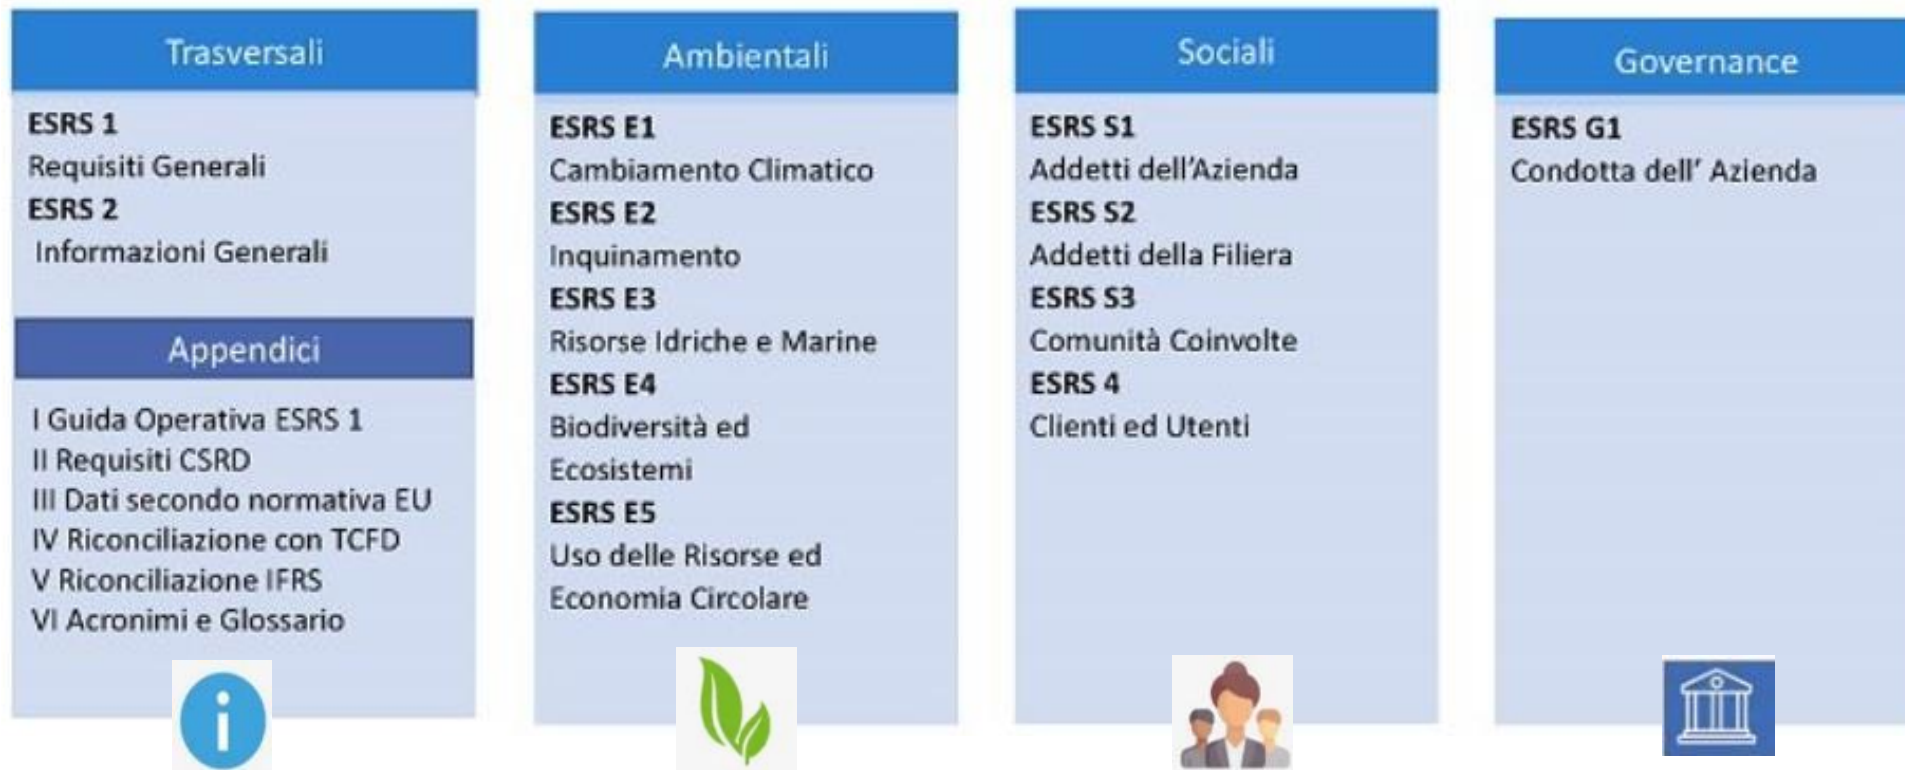 Trasversali
ESRS 1
Requisiti Generali
ESRS 2
Informazioni Generali
Appendici
I Guida Operativa ESRS 1
II Requisiti CSRD
III Dati secondo normativa EU
IV Riconciliazione con TCFD
V Riconciliazione IFRS
VI Acronimi e Glossario
Ambientali
ESRS E1
Cambiamento Climatico
ESRS E2
Inquinamento
ESRS E3
Risorse Idriche e Marine
ESRS E4
Biodiversità ed
Ecosistemi
ESRS E5
Uso delle Risorse ed
Economia Circolare
Sociali
ESRS S1
Addetti dell'Azienda
ESRS S2
Addetti della Filiera
ESRS S3
Comunità Coinvolte
ESRS 4
Clienti ed Utenti
Governance
ESRS G1
Condotta dell' Azienda